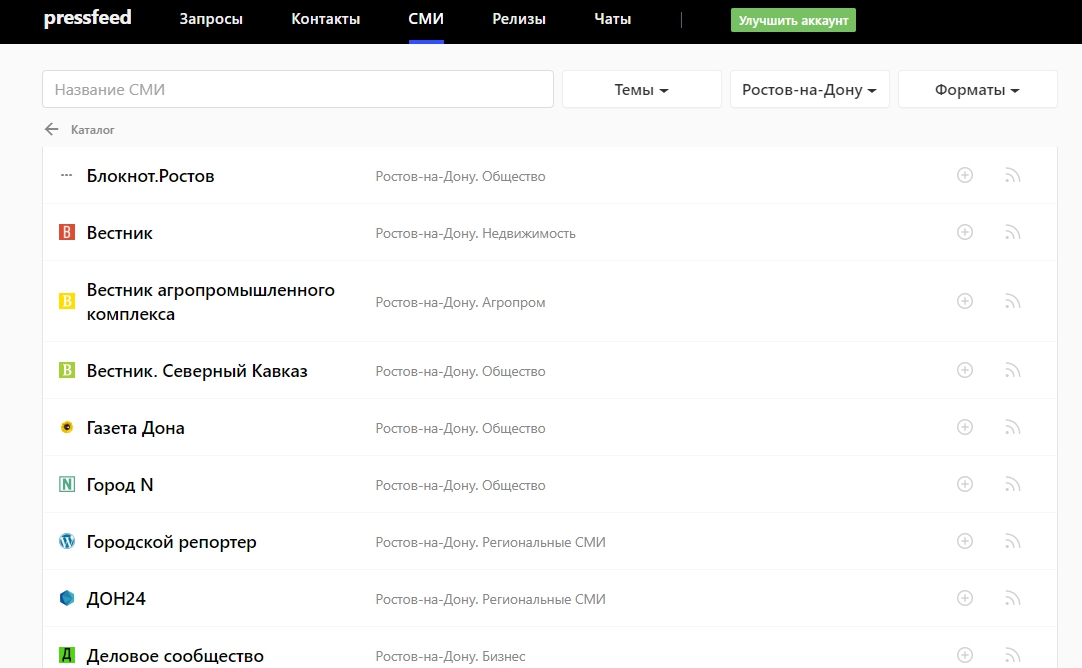 pressfeed Запросы Контакты СМИ Релизы Чаты Улучшить аккаунт
Название СМИ Темы Ростов-на-Дону Форматы
Каталог
Блокнот.Ростов Ростов-на-Дону. Общество
Вестник Ростов-на-Дону. Недвижимость
Вестник агропромышленного
комплекса Ростов-на-Дону. Агропром
Вестник. Северный Кавказ Ростов-на-Дону. Общество
Газета Дона Ростов-на-Дону. Общество
Город N Ростов-на-Дону. Общество
Городской репортер Ростов-на-Дону. Региональные СМИ
ДОН24 Ростов-на-Дону. Региональные СМИ
Деловое сообщество Ростов-на-Дону. Бизнес